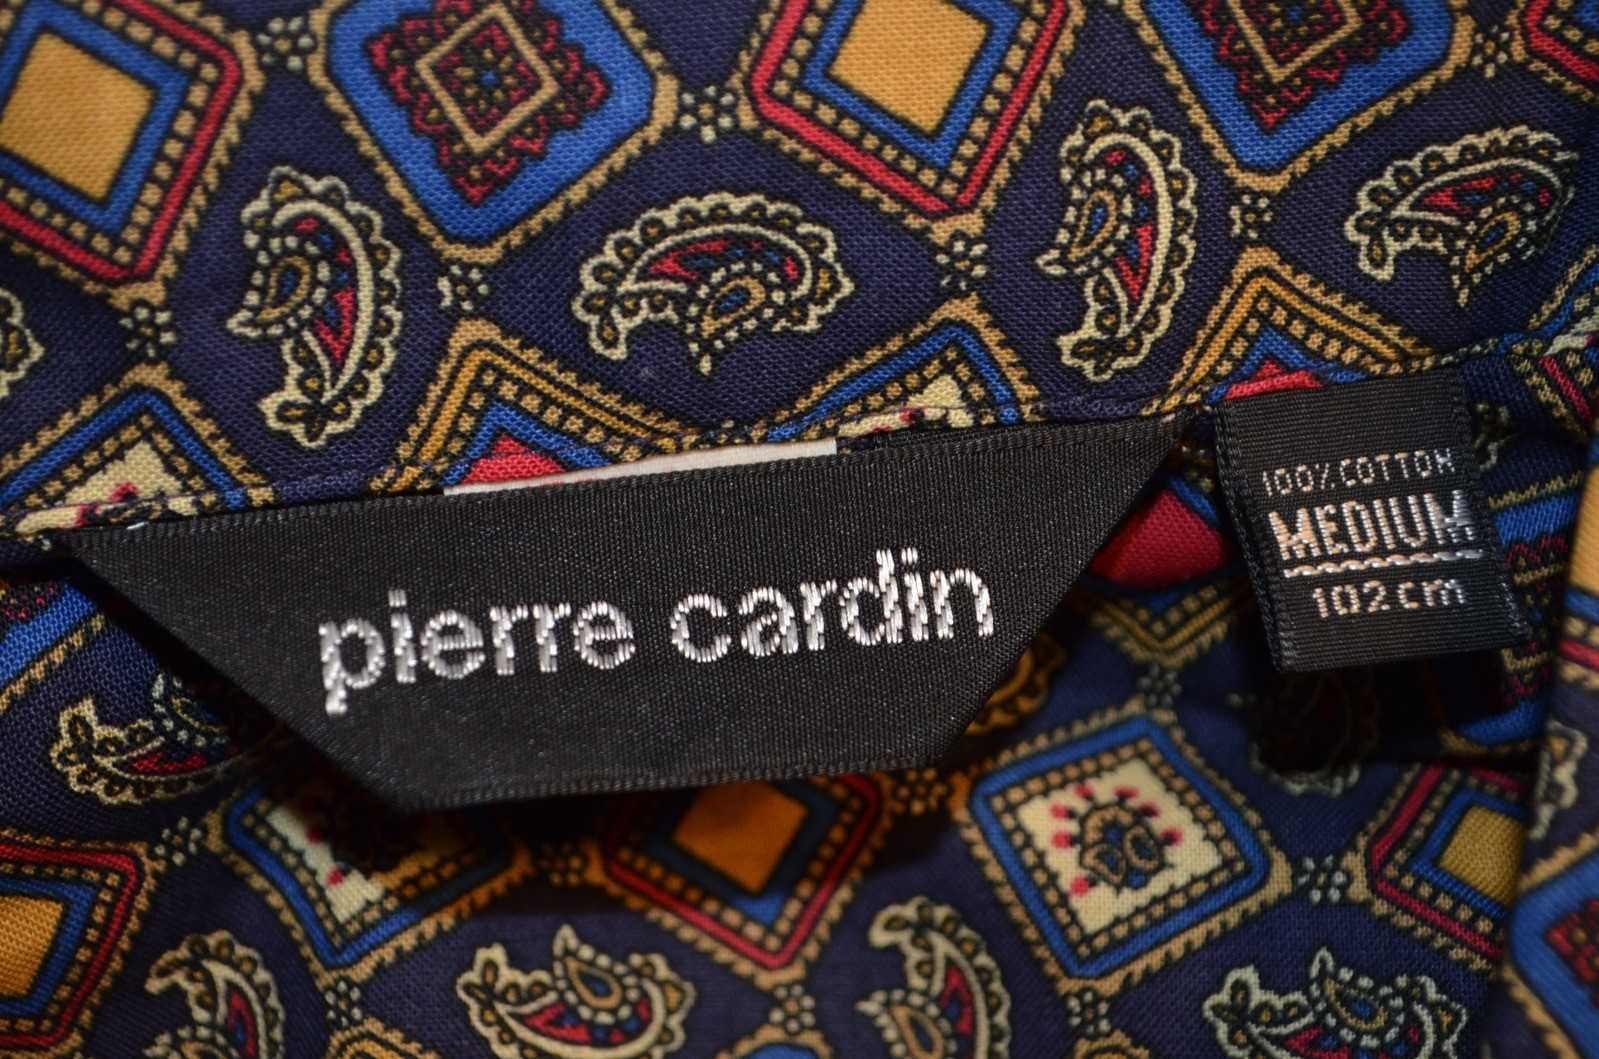 pierre cardin
100% COTTON
MEDIUM
102 cm